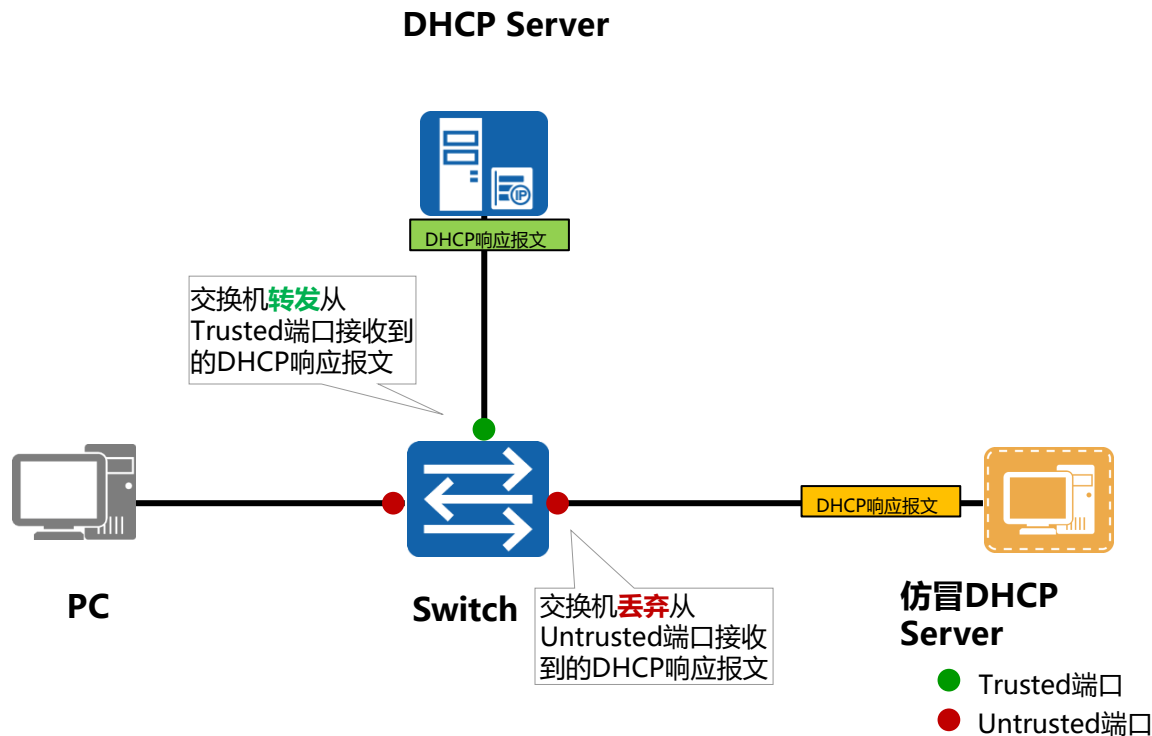 DHCP Server
IP
DHCP响应报文
交换机转发从
Trusted端口接收到
的DHCP响应报文
DHCP响应报文
PC
Switch
交换机丢弃从
Untrusted端口接收
到的DHCP响应报文
仿冒DHCP
Server
Trusted端口
Untrusted端口